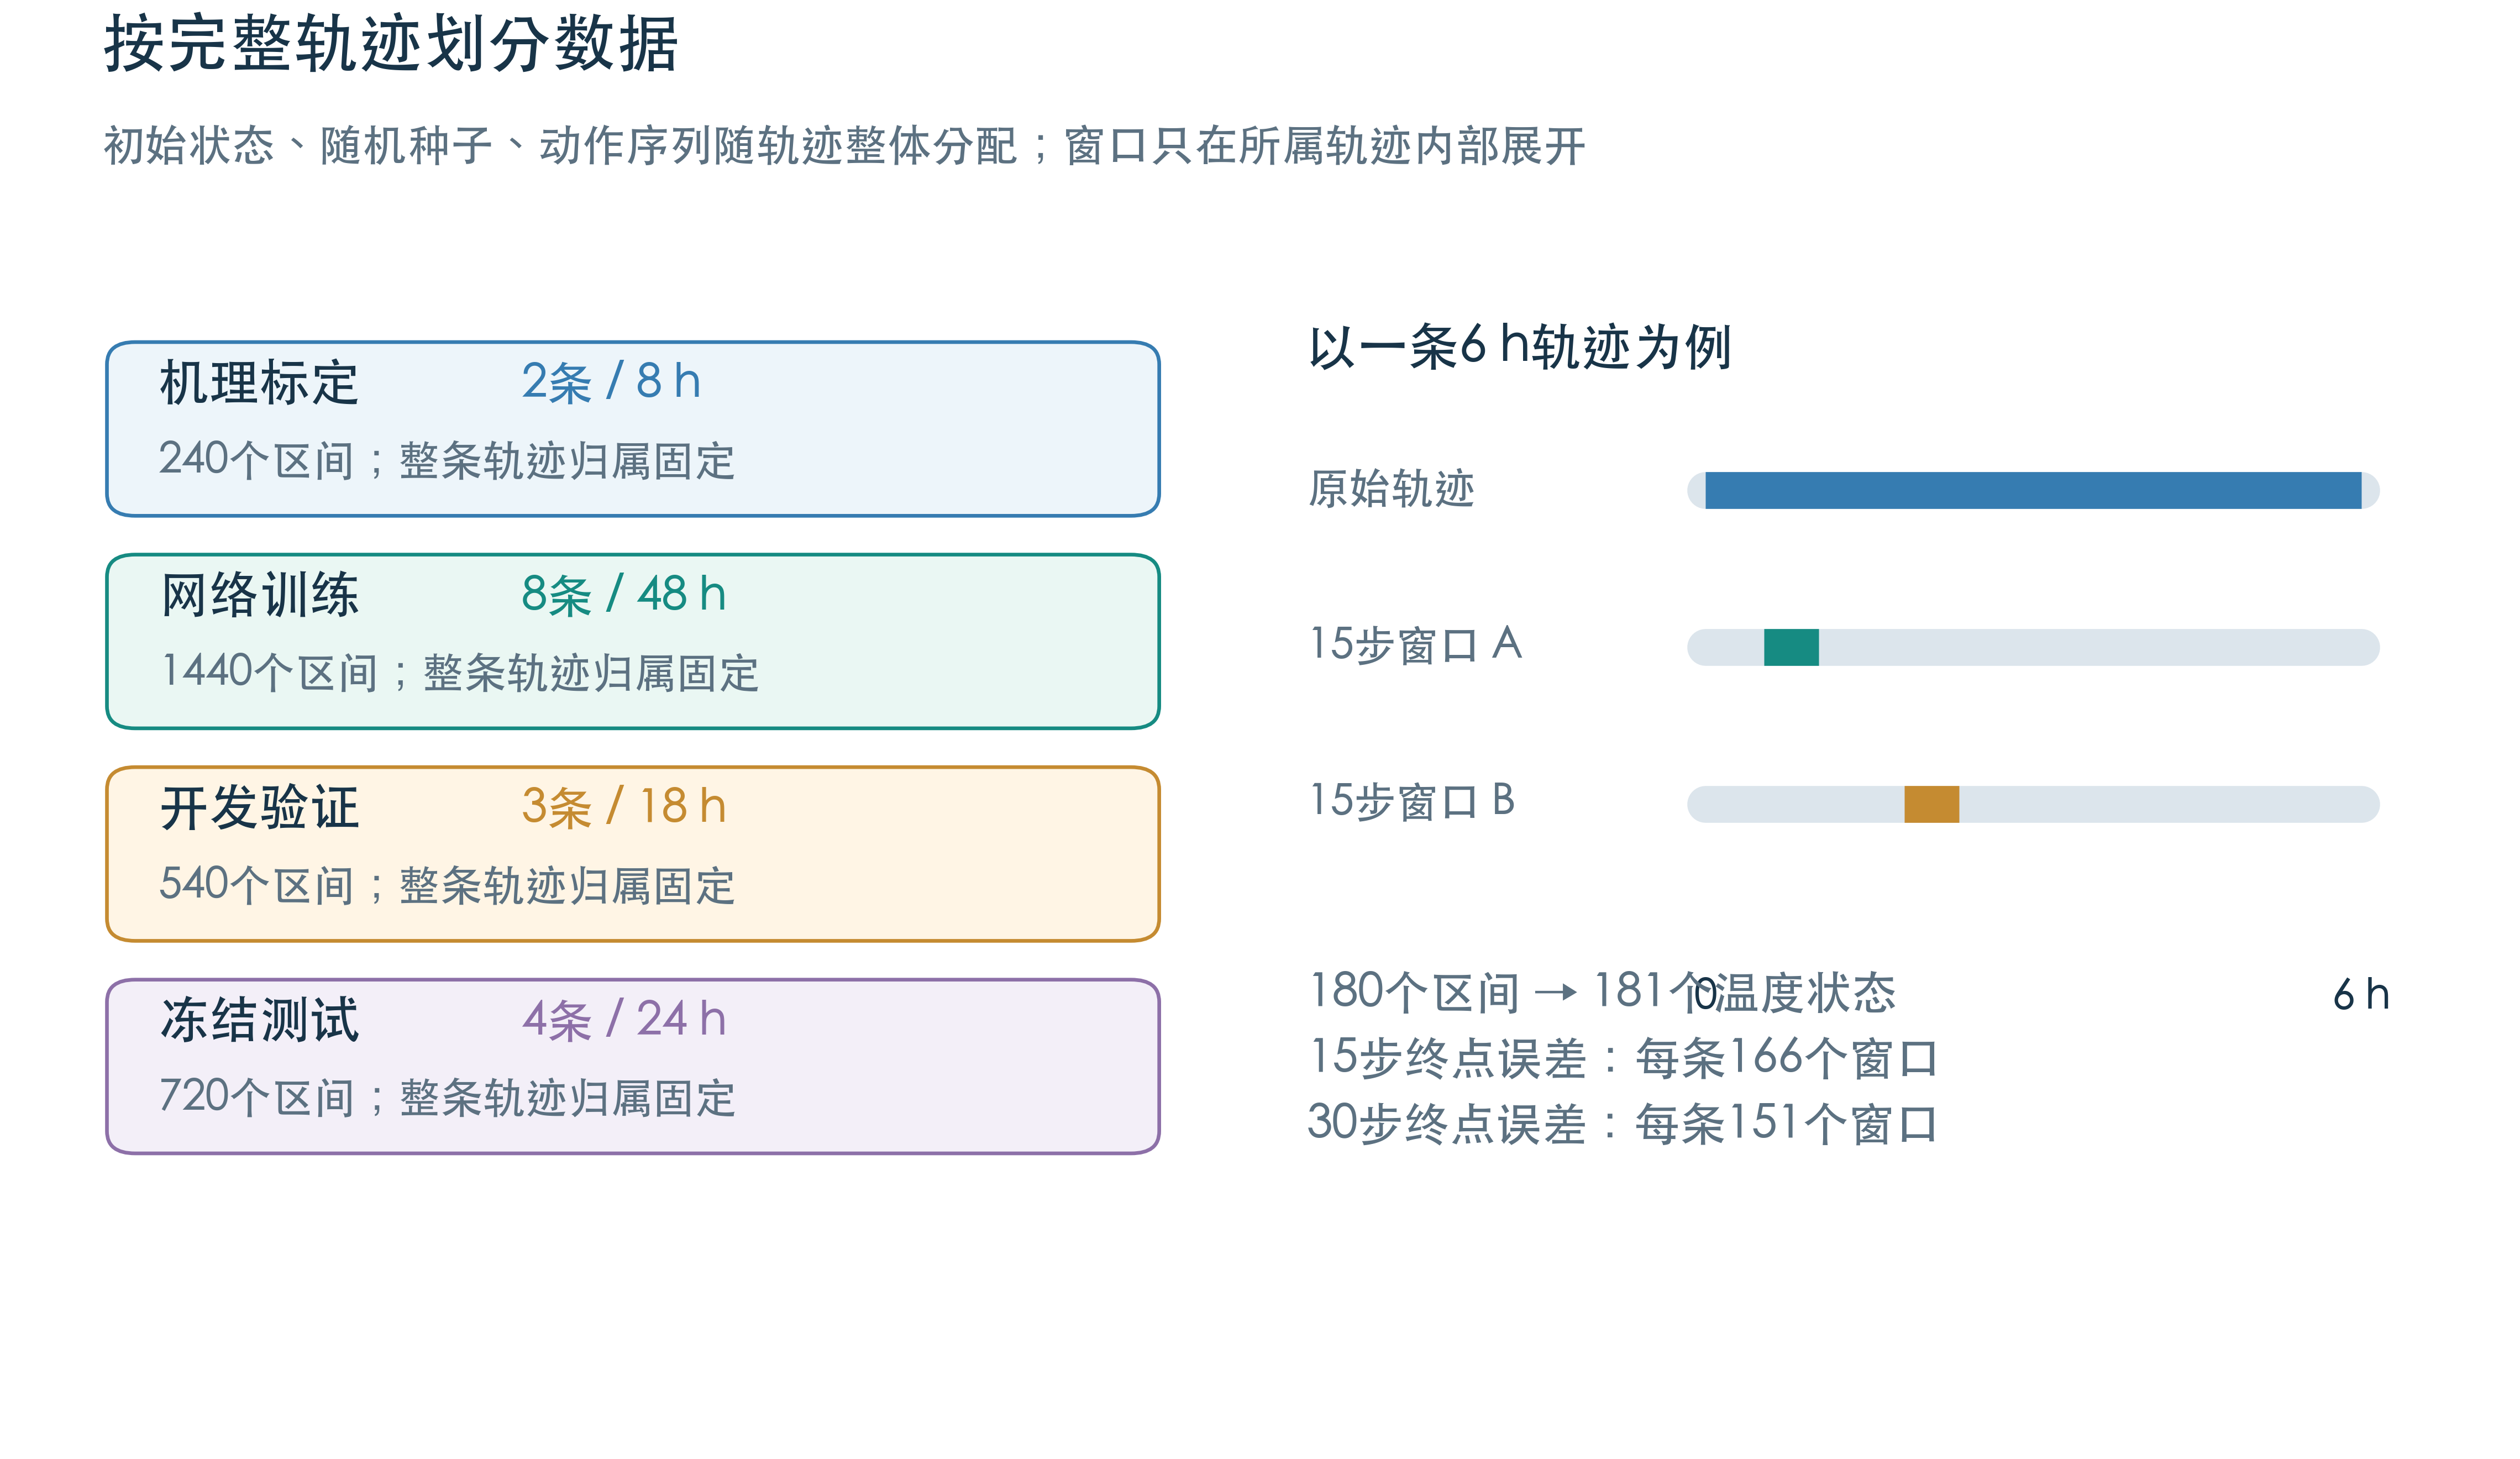 按完整轨迹划分数据
初始状态、随机种子、动作序列随轨迹整体分配；窗口只在所属轨迹内部展开
机理标定 2条 / 8 h
240个区间；整条轨迹归属固定
网络训练 8条 / 48 h
1440个区间；整条轨迹归属固定
开发验证 3条 / 18 h
540个区间；整条轨迹归属固定
冻结测试 4条 / 24 h
720个区间；整条轨迹归属固定
以一条6 h轨迹为例
原始轨迹
15步窗口 A
15步窗口 B
0 6 h
180个区间 → 181个温度状态
15步终点误差：每条166个窗口
30步终点误差：每条151个窗口